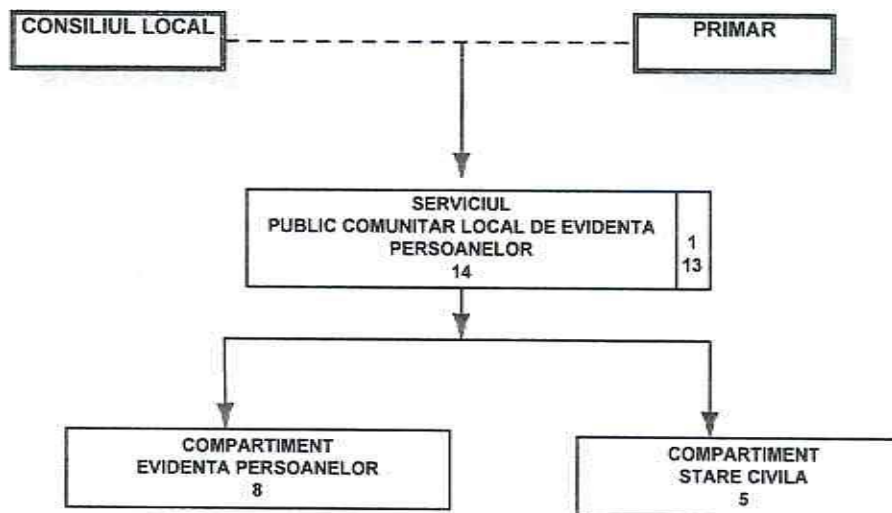 CONSILIUL LOCAL
PRIMAR
SERVICIUL
PUBLIC COMUNITAR LOCAL DE EVIDENTA
PERSOANELOR
14
1
13
COMPARTIMENT
EVIDENTA PERSOANELOR
8
COMPARTIMENT
STARE CIVILA
5